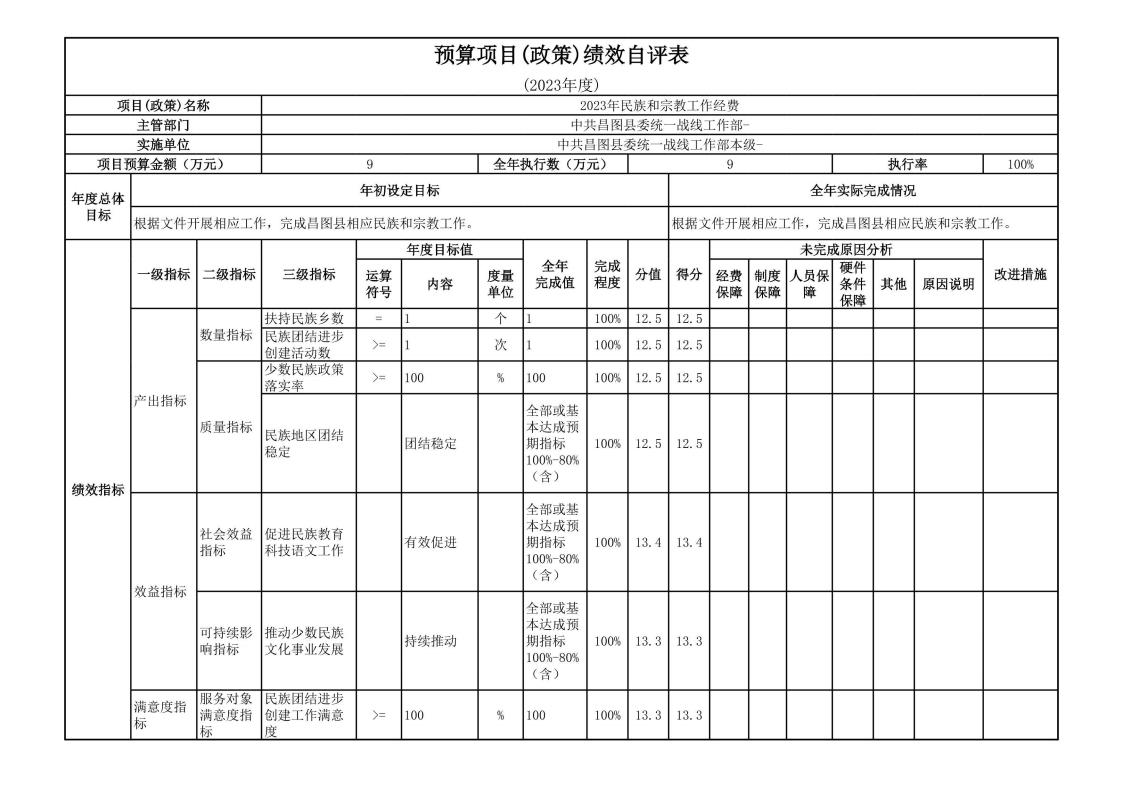 预算项目(政策)绩效自评表
(2023年度)
项目(政策)名称 2023年民族和宗教工作经费
主管部门 中共昌图县委统一战线工作部-
实施单位 中共昌图县委统一战线工作部本级-
项目预算金额（万元） 9 全年执行数（万元） 9 执行率 100%
年度总体
目标
年初设定目标 全年实际完成情况
根据文件开展相应工作，完成昌图县相应民族和宗教工作。 根据文件开展相应工作，完成昌图县相应民族和宗教工作。
绩效指标
一级指标 二级指标 三级指标
年度目标值
运算
符号
内容
度量
单位
全年
完成值
完成
程度
分值 得分
未完成原因分析
经费
保障
制度
保障
人员保
障
硬件
条件
保障
其他 原因说明
改进措施
产出指标
数量指标
扶持民族乡数 = 1 个 1 100% 12.5 12.5
民族团结进步
创建活动数
>= 1 次 1 100% 12.5 12.5
质量指标
少数民族政策
落实率
>= 100 % 100 100% 12.5 12.5
民族地区团结
稳定
团结稳定
全部或基
本达成预
期指标
100%-80%
（含）
100% 12.5 12.5
效益指标
社会效益
指标
促进民族教育
科技语文工作
有效促进
全部或基
本达成预
期指标
100%-80%
（含）
100% 13.4 13.4
可持续影
响指标
推动少数民族
文化事业发展
持续推动
全部或基
本达成预
期指标
100%-80%
（含）
100% 13.3 13.3
满意度指
标
服务对象
满意度指
标
民族团结进步
创建工作满意
度
>= 100 % 100 100% 13.3 13.3